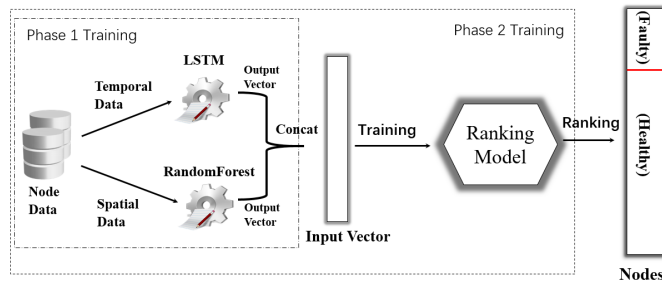 Phase 1 Training
Phase 2 Training
LSTM
Temporal
Data
Output
Vector
Node
Data
Concat
Training
Ranking
Model
Ranking
RandomForest
Spatial
Data
Output
Vector
Input Vector
(Faulty)
(Healthy)
Nodes